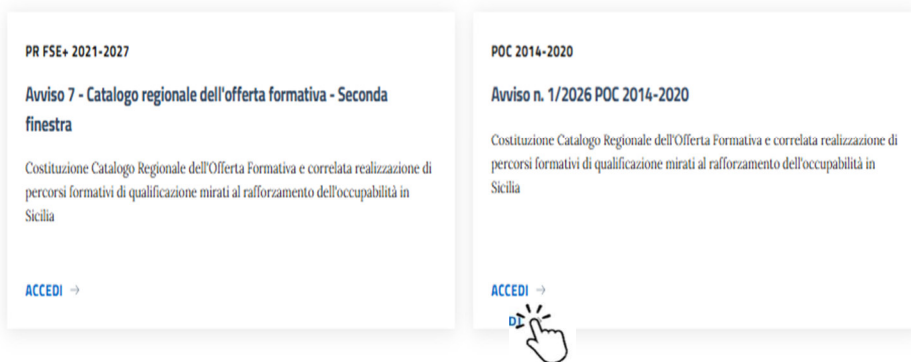 PR FSE+ 2021-2027
Avviso 7 - Catalogo regionale dell'offerta formativa - Seconda
finestra
Costituzione Catalogo Regionale dell'Offerta Formativa e correlata realizzazione di
percorsi formativi di qualificazione mirati al rafforzamento dell'occupabilità in
Sicilia
ACCEDI →
POC 2014-2020
Avviso n. 1/2026 POC 2014-2020
Costituzione Catalogo Regionale dell'Offerta Formativa e correlata realizzazione di
percorsi formativi di qualificazione mirati al rafforzamento dell'occupabilità in
Sicilia
ACCEDI →
DI